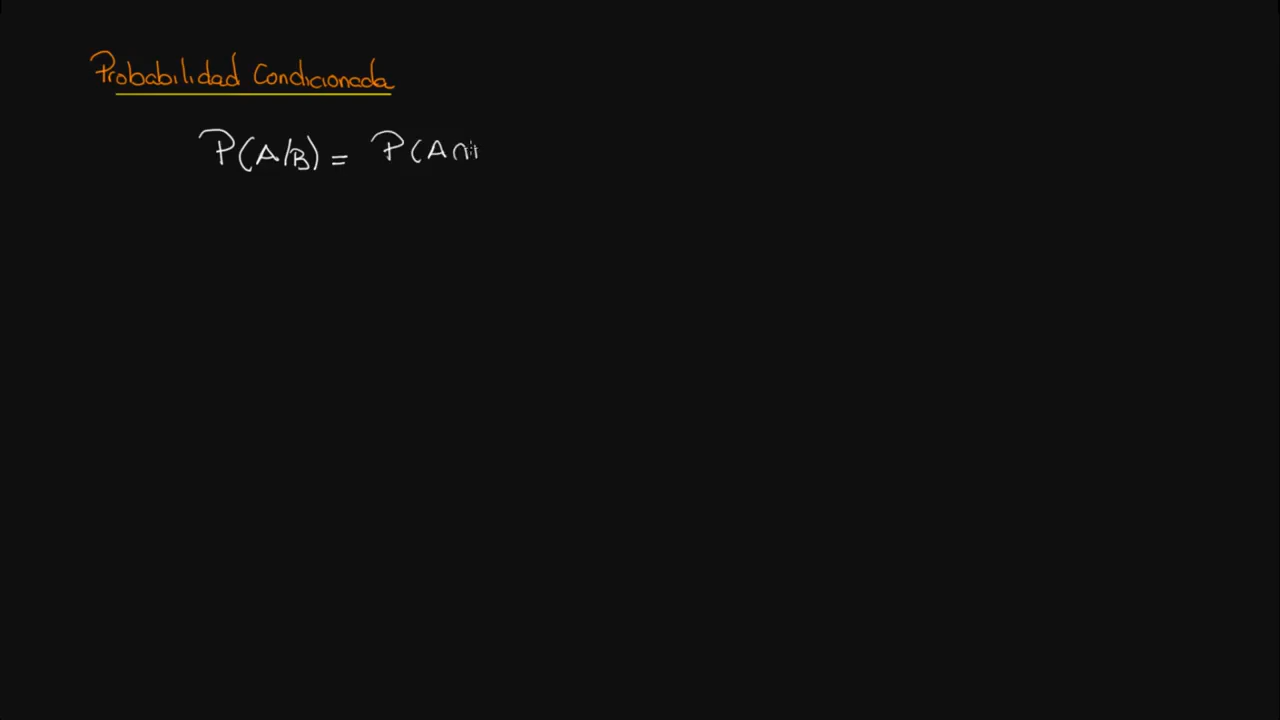 Probabilidad Condicionada
P(A/B) = P(A∩